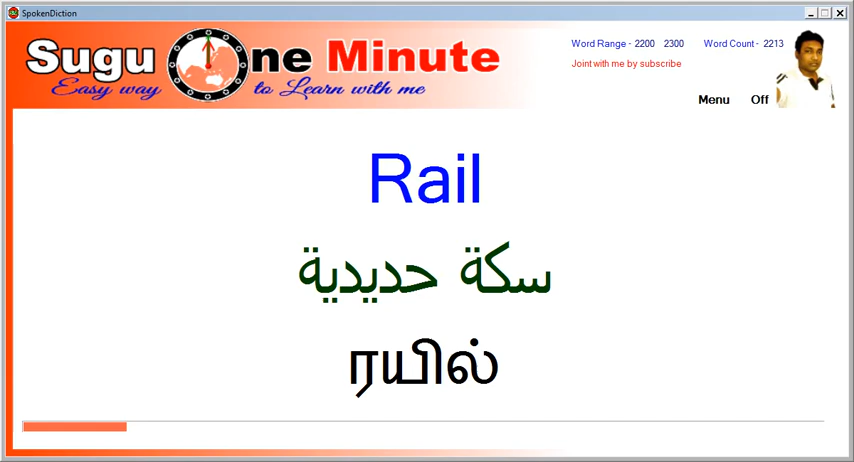 SpokenDiction
Sugu One Minute
Easy way to Learn with me
Word Range - 2200 2300 Word Count - 2213
Joint with me by subscribe
Menu Off
Rail
سكة حديدية
ரயில்